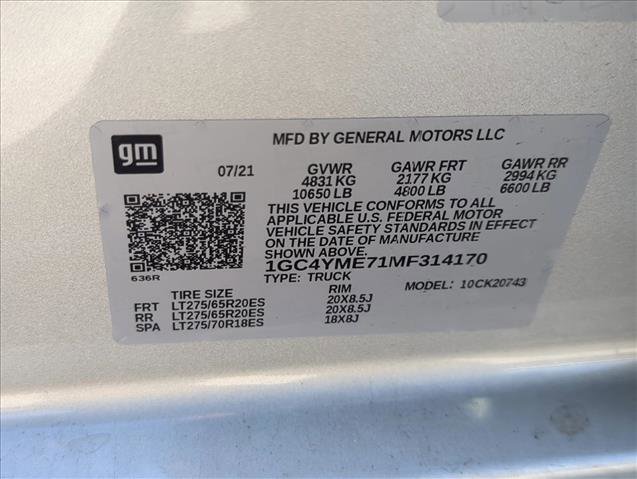 gm
MFD BY GENERAL MOTORS LLC
07/21 GVWR GAWR FRT GAWR RR
4831 KG 2177 KG 2994 KG
10650 LB 4800 LB 6600 LB
THIS VEHICLE CONFORMS TO ALL
APPLICABLE U.S. FEDERAL MOTOR
VEHICLE SAFETY STANDARDS IN EFFECT
ON THE DATE OF MANUFACTURE
SHOWN ABOVE.
1GC4YME71MF314170
636R TYPE: TRUCK MODEL: 10CK20743
TIRE SIZE RIM
FRT LT275/65R20ES 20X8.5J
RR LT275/65R20ES 20X8.5J
SPA LT275/70R18ES 18X8J